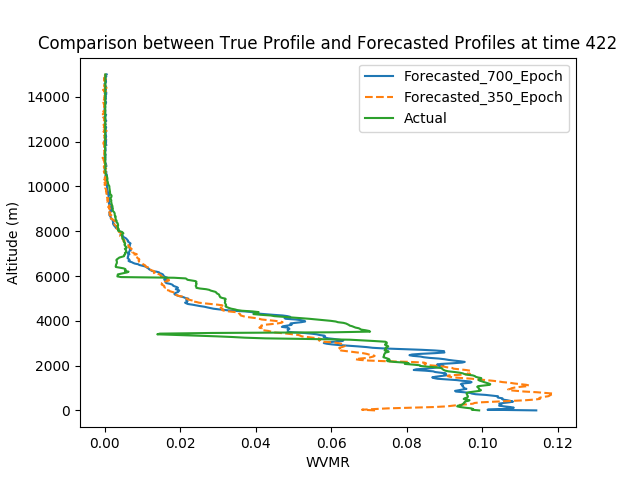 Comparison between True Profile and Forecasted Profiles at time 422
Forecasted_700_Epoch
Forecasted_350_Epoch
Actual
14000
12000
10000
8000
6000
4000
2000
0
Altitude (m)
0.00 0.02 0.04 0.06 0.08 0.10 0.12
WVMR